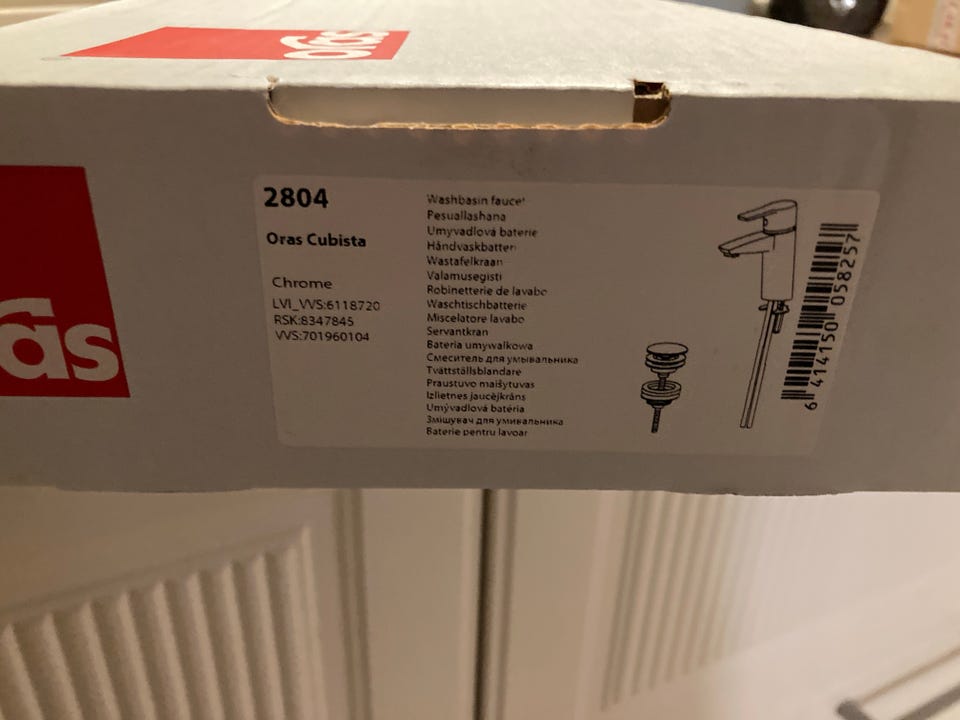 oras
as
2804
Oras Cubista
Chrome
LVI_VVS:6118720
RSK:8347845
VVS:701960104
Washbasin faucet
Pesuallashana
Umyvadlová baterie
Håndvaskbatteri
Wastafelkraan
Valamusegisti
Robinetterie de lavabo
Waschtischbatterie
Miscelatore lavabo
Servantkran
Bateria umywalkowa
Смеситель для умывальника
Tvättställsblandare
Praustuvo maišytuvas
Izlietnes jaucējkrāns
Umývadlová batéria
Змішувач для умивальника
Baterie pentru lavoar
6 414150 058257